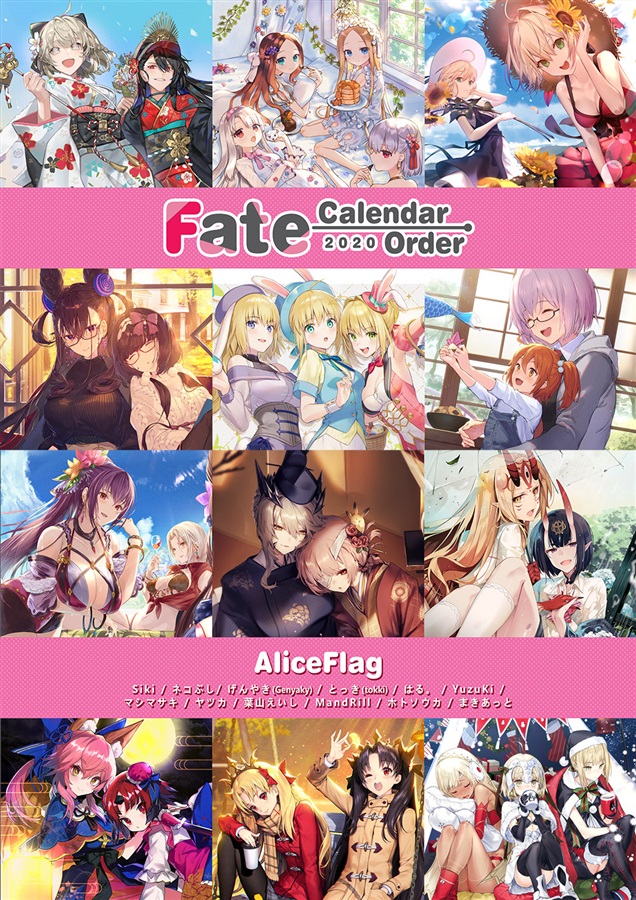 Fate Calendar
2020 Order
AliceFlag
Siki / ネコぶし / げんやき(Genyaky) / とっき(tokki) / はる。 / YuzuKi /
マシマサキ / ヤツカ / 葉山えいし / MandRill / ホトソウカ / まきあっと